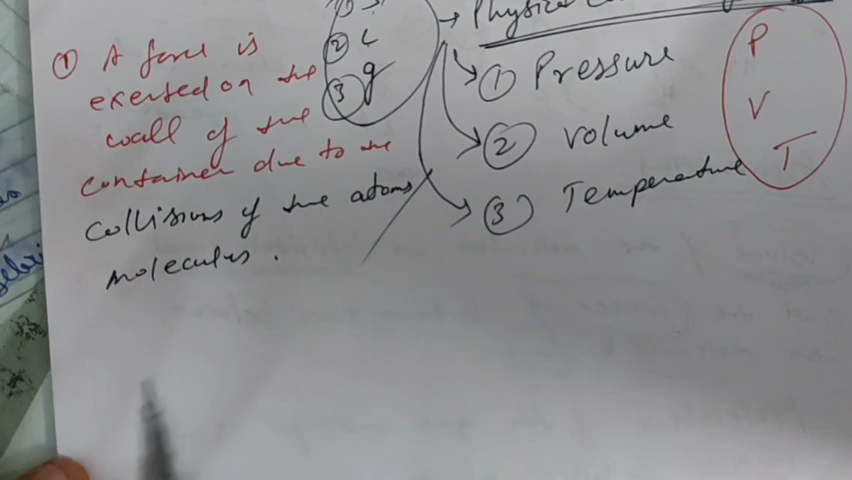 ① A force is
exerted on the
wall of the
container due to the
collisions of the atoms
molecules.
② L
③ g
→ Physical
① Pressure
② Volume
③ Temperature
P
V
T